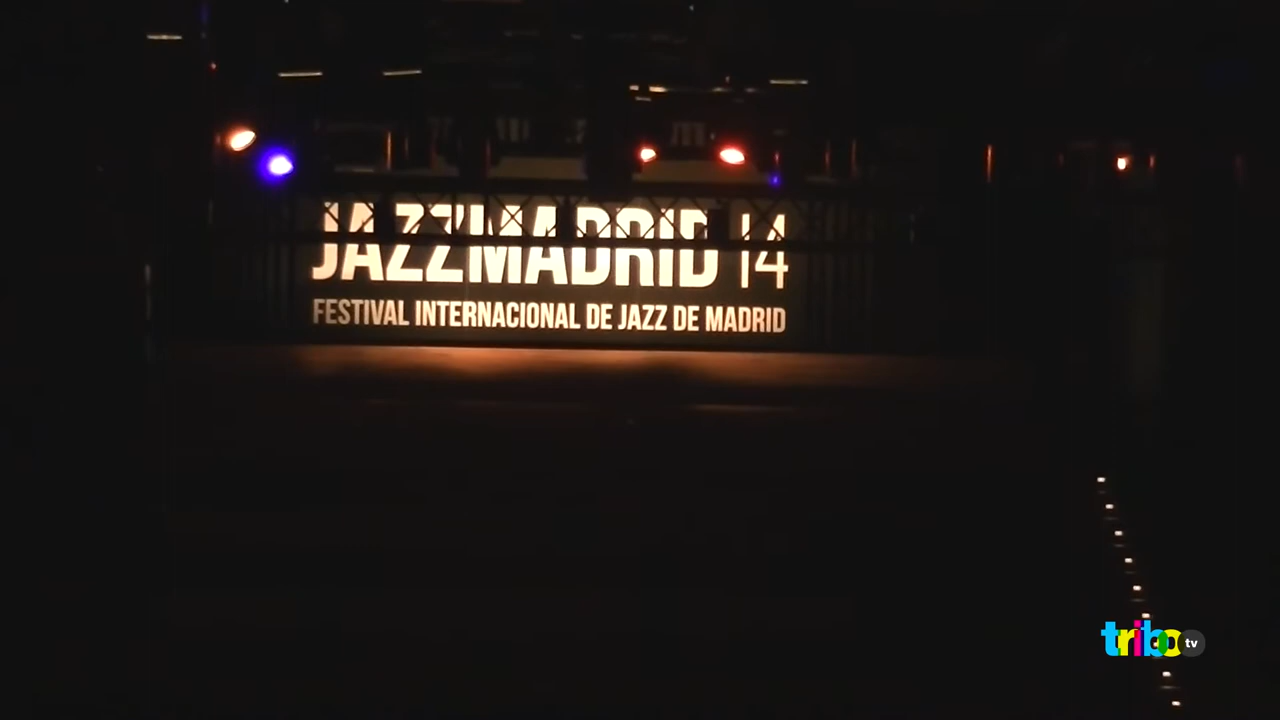 JAZZMADRID 14
FESTIVAL INTERNACIONAL DE JAZZ DE MADRID
tribo tv